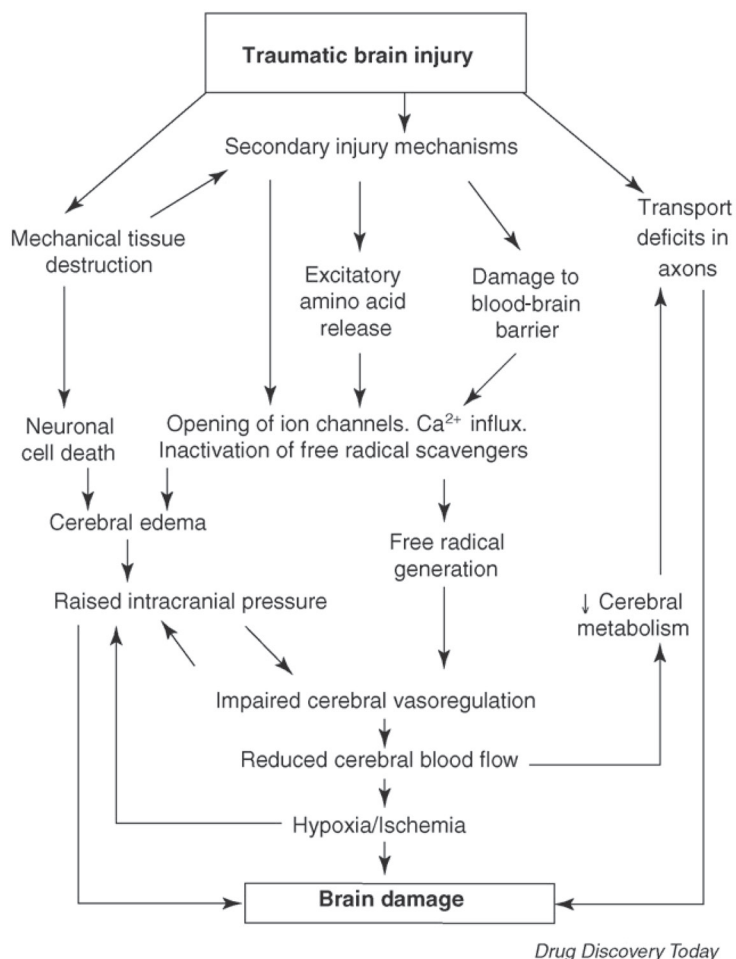 Traumatic brain injury
Secondary injury mechanisms
Mechanical tissue
destruction
Transport
deficits in
axons
Excitatory
amino acid
release
Damage to
blood-brain
barrier
Neuronal
cell death
Opening of ion channels. Ca²⁺ influx.
Inactivation of free radical scavengers
Cerebral edema
Free radical
generation
Raised intracranial pressure
↓ Cerebral
metabolism
Impaired cerebral vasoregulation
Reduced cerebral blood flow
Hypoxia/Ischemia
Brain damage
Drug Discovery Today